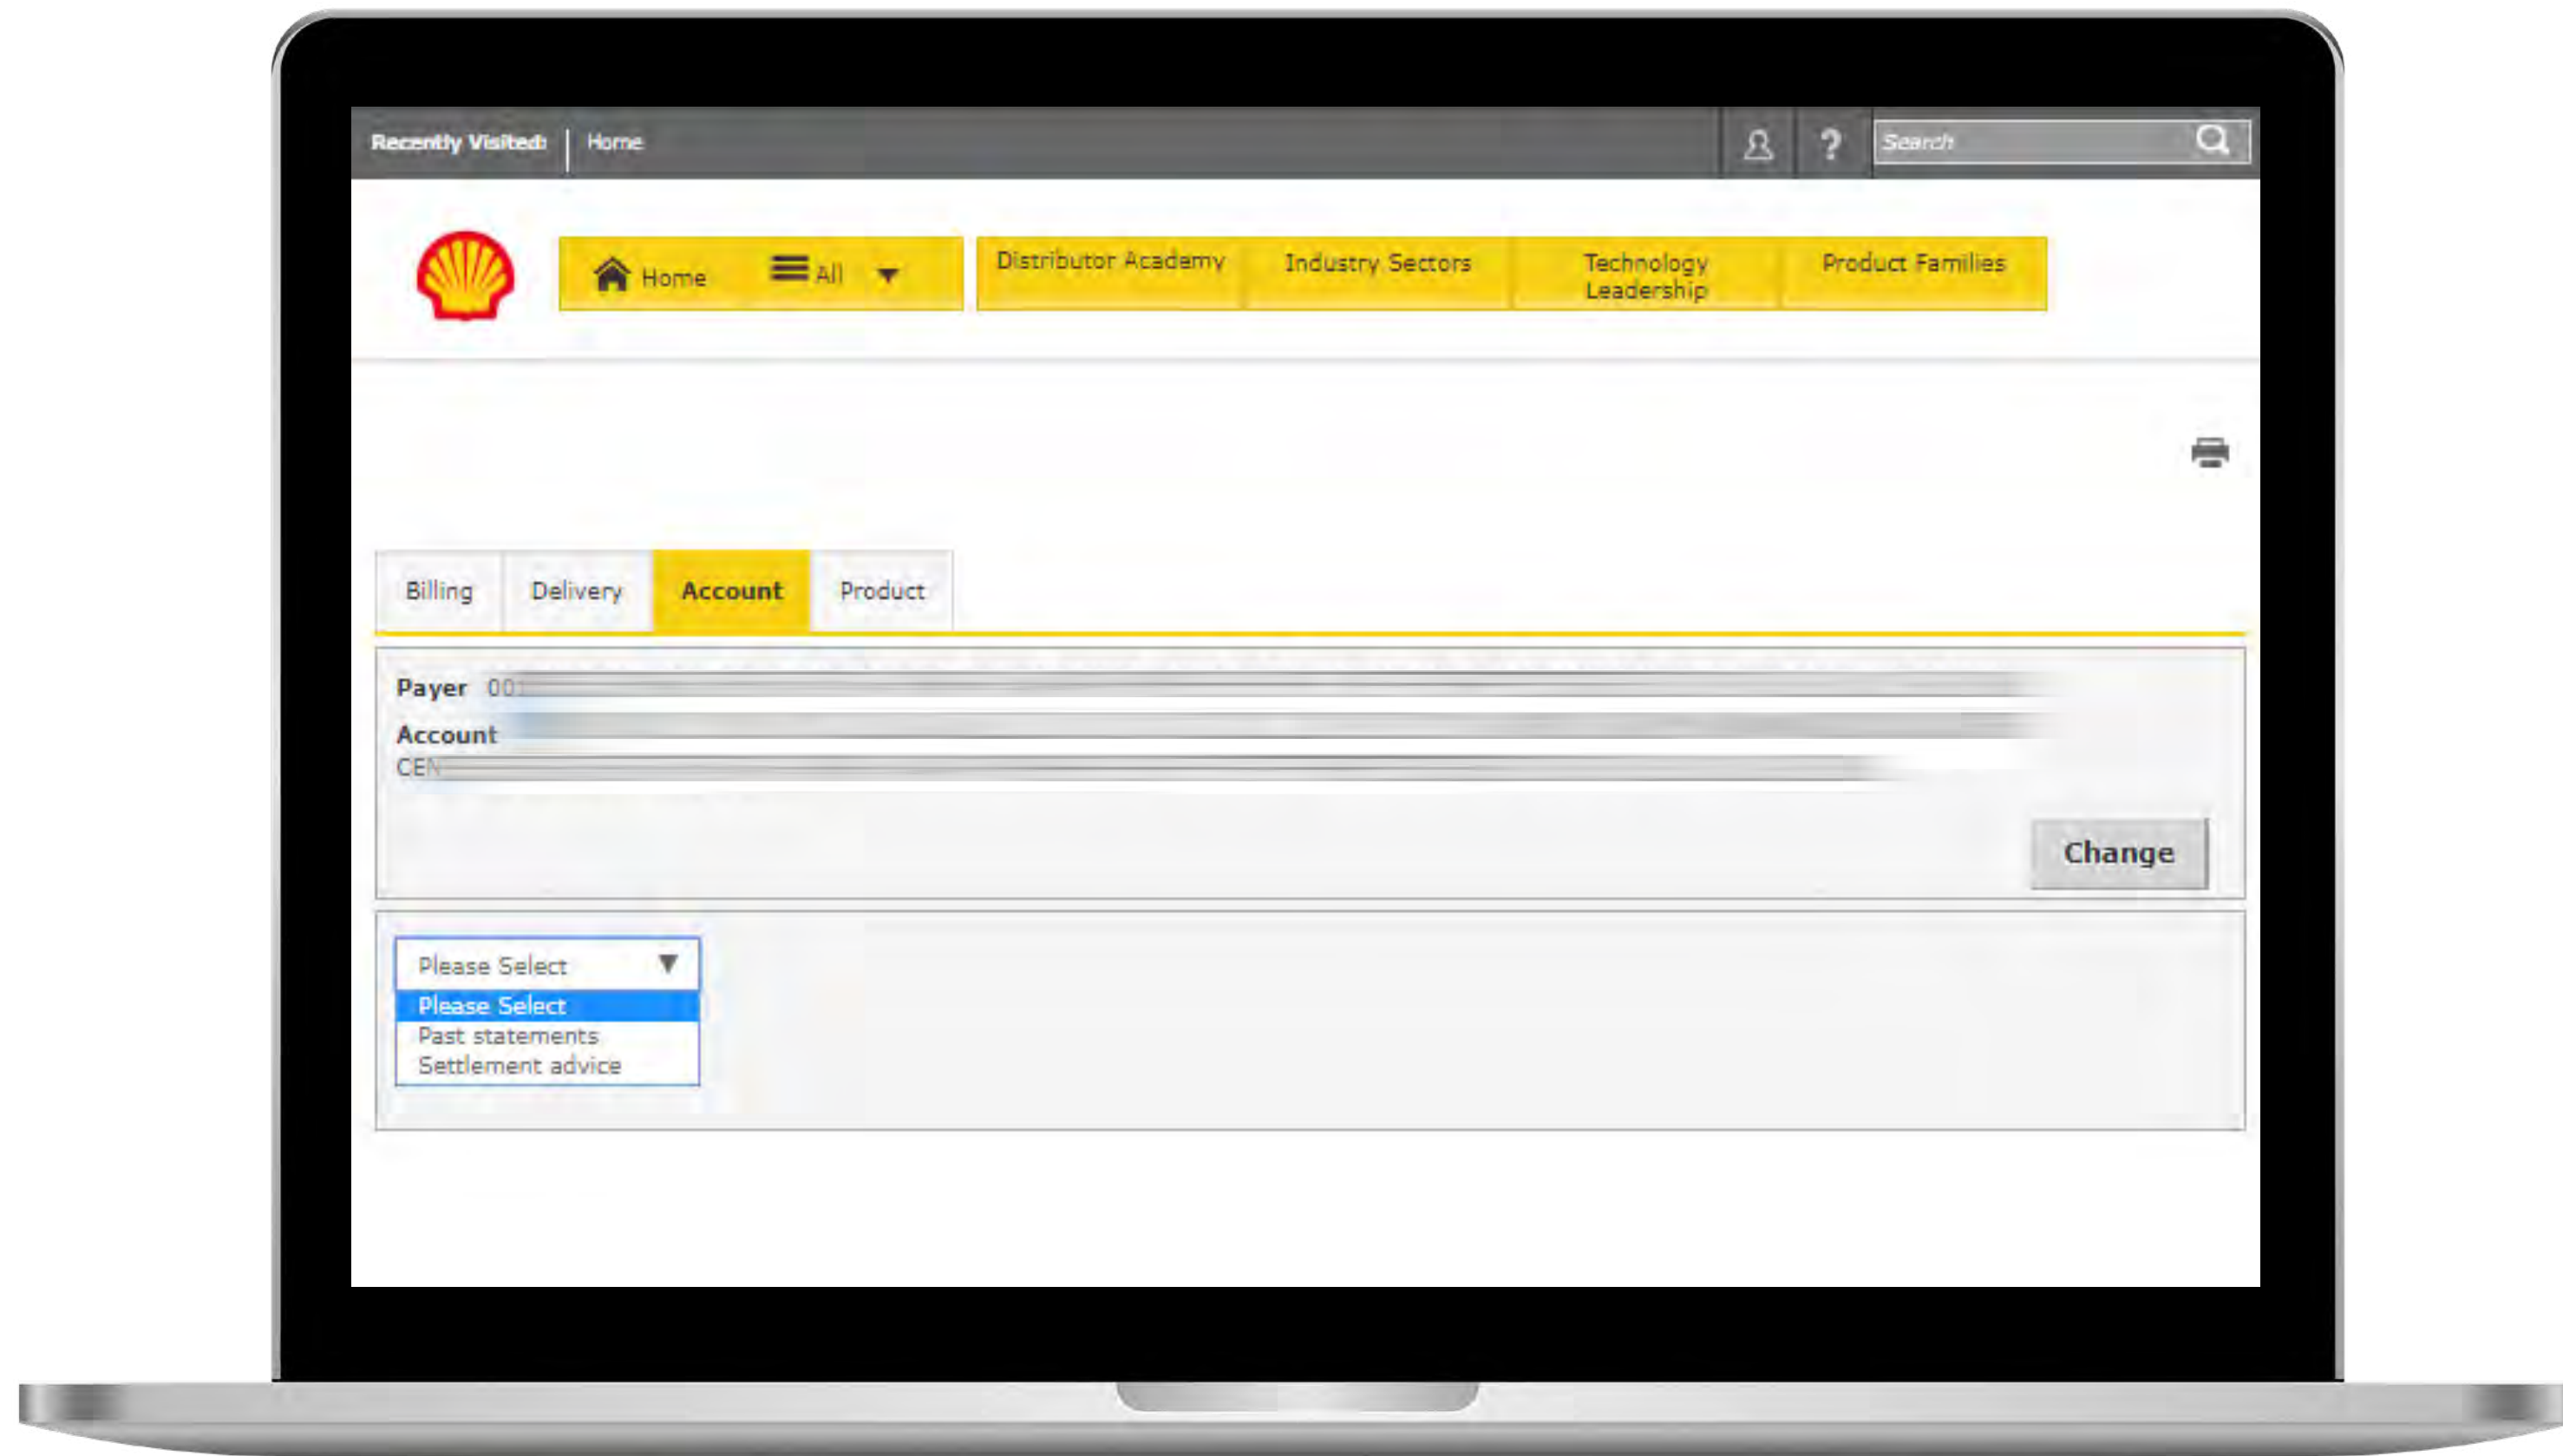 Recently Visited: Home ? Search
Home All Distributor Academy Industry Sectors Technology Leadership Product Families
Billing Delivery Account Product
Payer
Account
Change
Please Select
Please Select
Past statements
Settlement advice